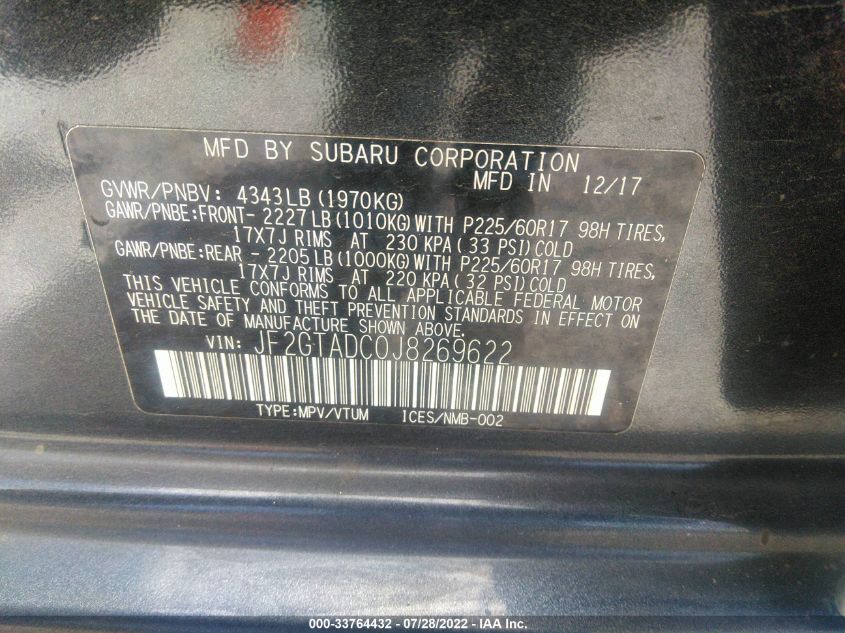 MFD BY SUBARU CORPORATION
MFD IN 12/17
GVWR/PNBV: 4343LB (1970KG)
GAWR/PNBE:FRONT- 2227LB (1010KG) WITH P225/60R17 98H TIRES,
17X7J RIMS AT 230 KPA ( 33 PSI) COLD
GAWR/PNBE:REAR - 2205LB (1000KG) WITH P225/60R17 98H TIRES,
17X7J RIMS AT 220 KPA ( 32 PSI) COLD
THIS VEHICLE CONFORMS TO ALL APPLICABLE FEDERAL MOTOR
VEHICLE SAFETY AND THEFT PREVENTION STANDARDS IN EFFECT ON
THE DATE OF MANUFACTURE SHOWN ABOVE.
VIN: JF2GTADC0J8269622
TYPE:MPV/VTUM ICES/NMB-002
000-33764432 - 07/28/2022 - IAA Inc.